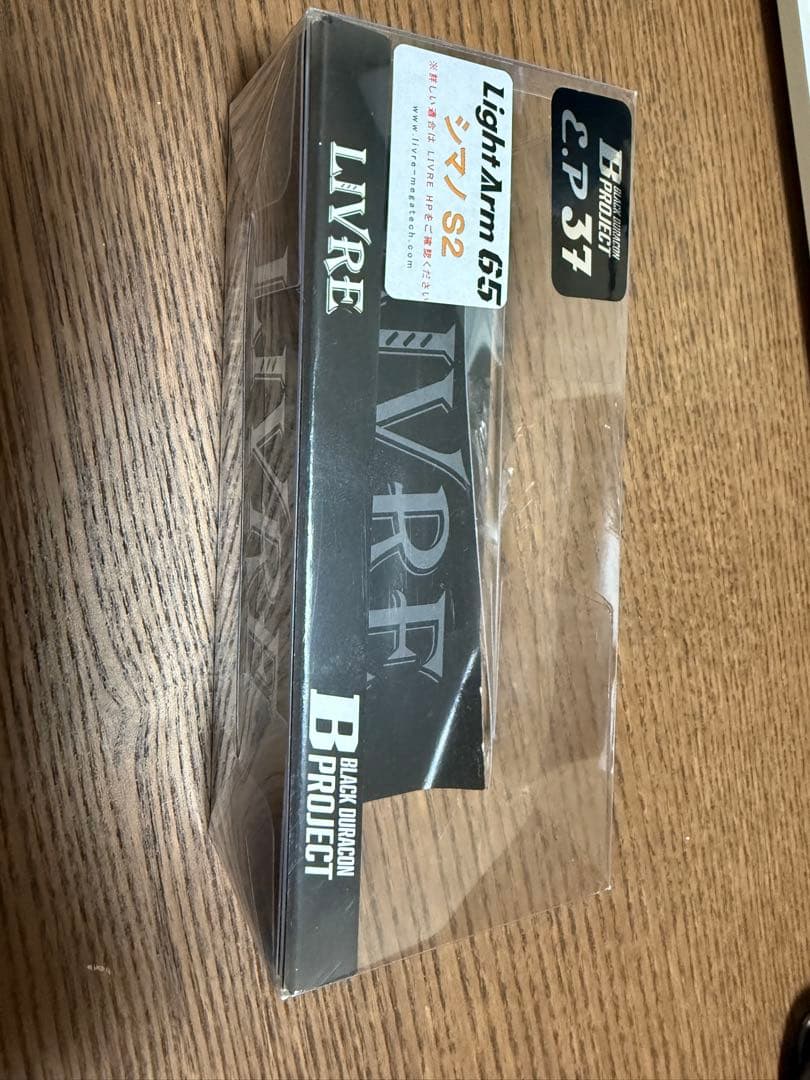 BLACK DURACON
B PROJECT
ε.P 37
LightArm 65
シマノ S2
※詳しい適合は LIVRE HPをご確認ください
www.livre-megatech.com
LIVRE
LIVRE
LIVRE
BLACK DURACON
B PROJECT